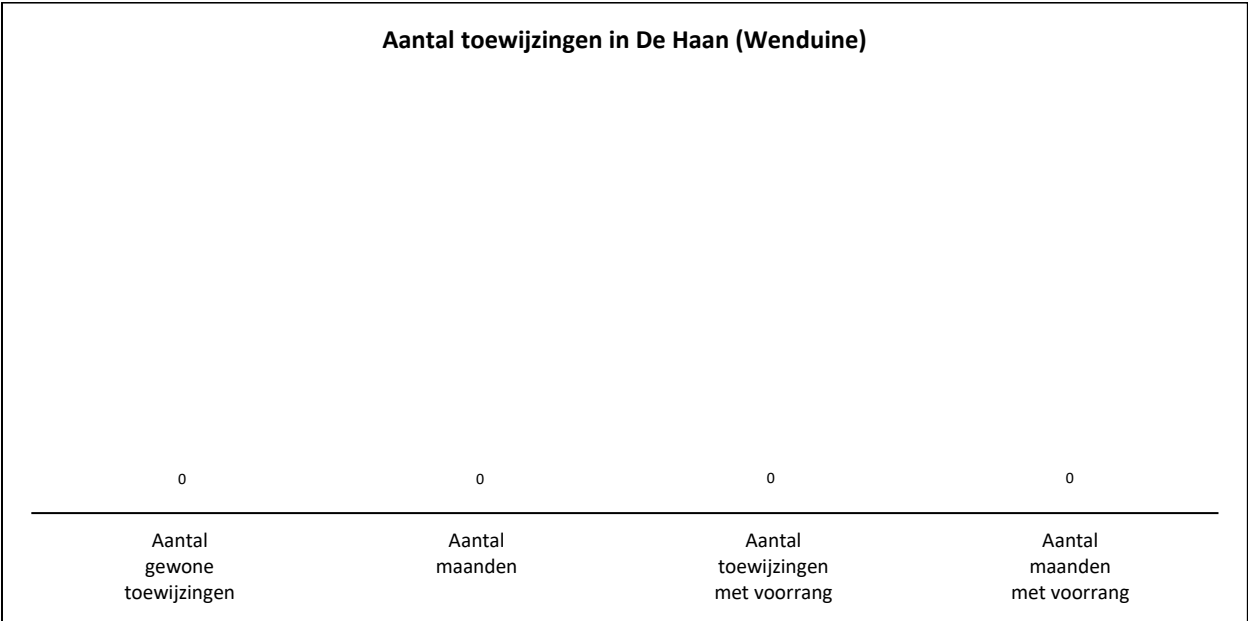 Aantal toewijzingen in De Haan (Wenduine)
0 0 0 0
Aantal gewone toewijzingen
Aantal maanden
Aantal toewijzingen met voorrang
Aantal maanden met voorrang